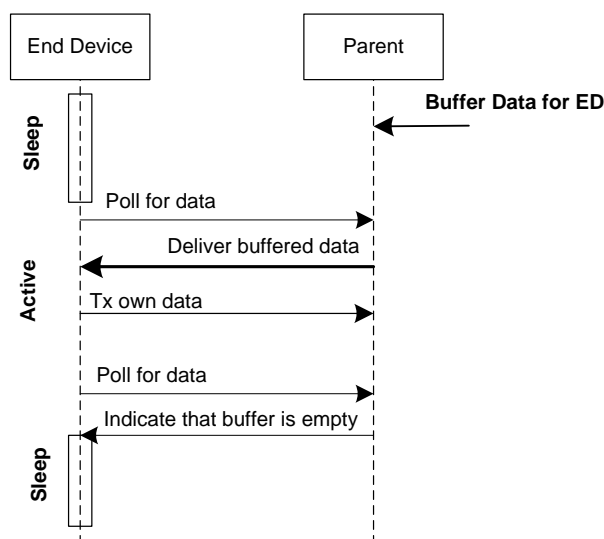 End Device
Parent
Buffer Data for ED
Sleep
Poll for data
Deliver buffered data
Active
Tx own data
Poll for data
Indicate that buffer is empty
Sleep